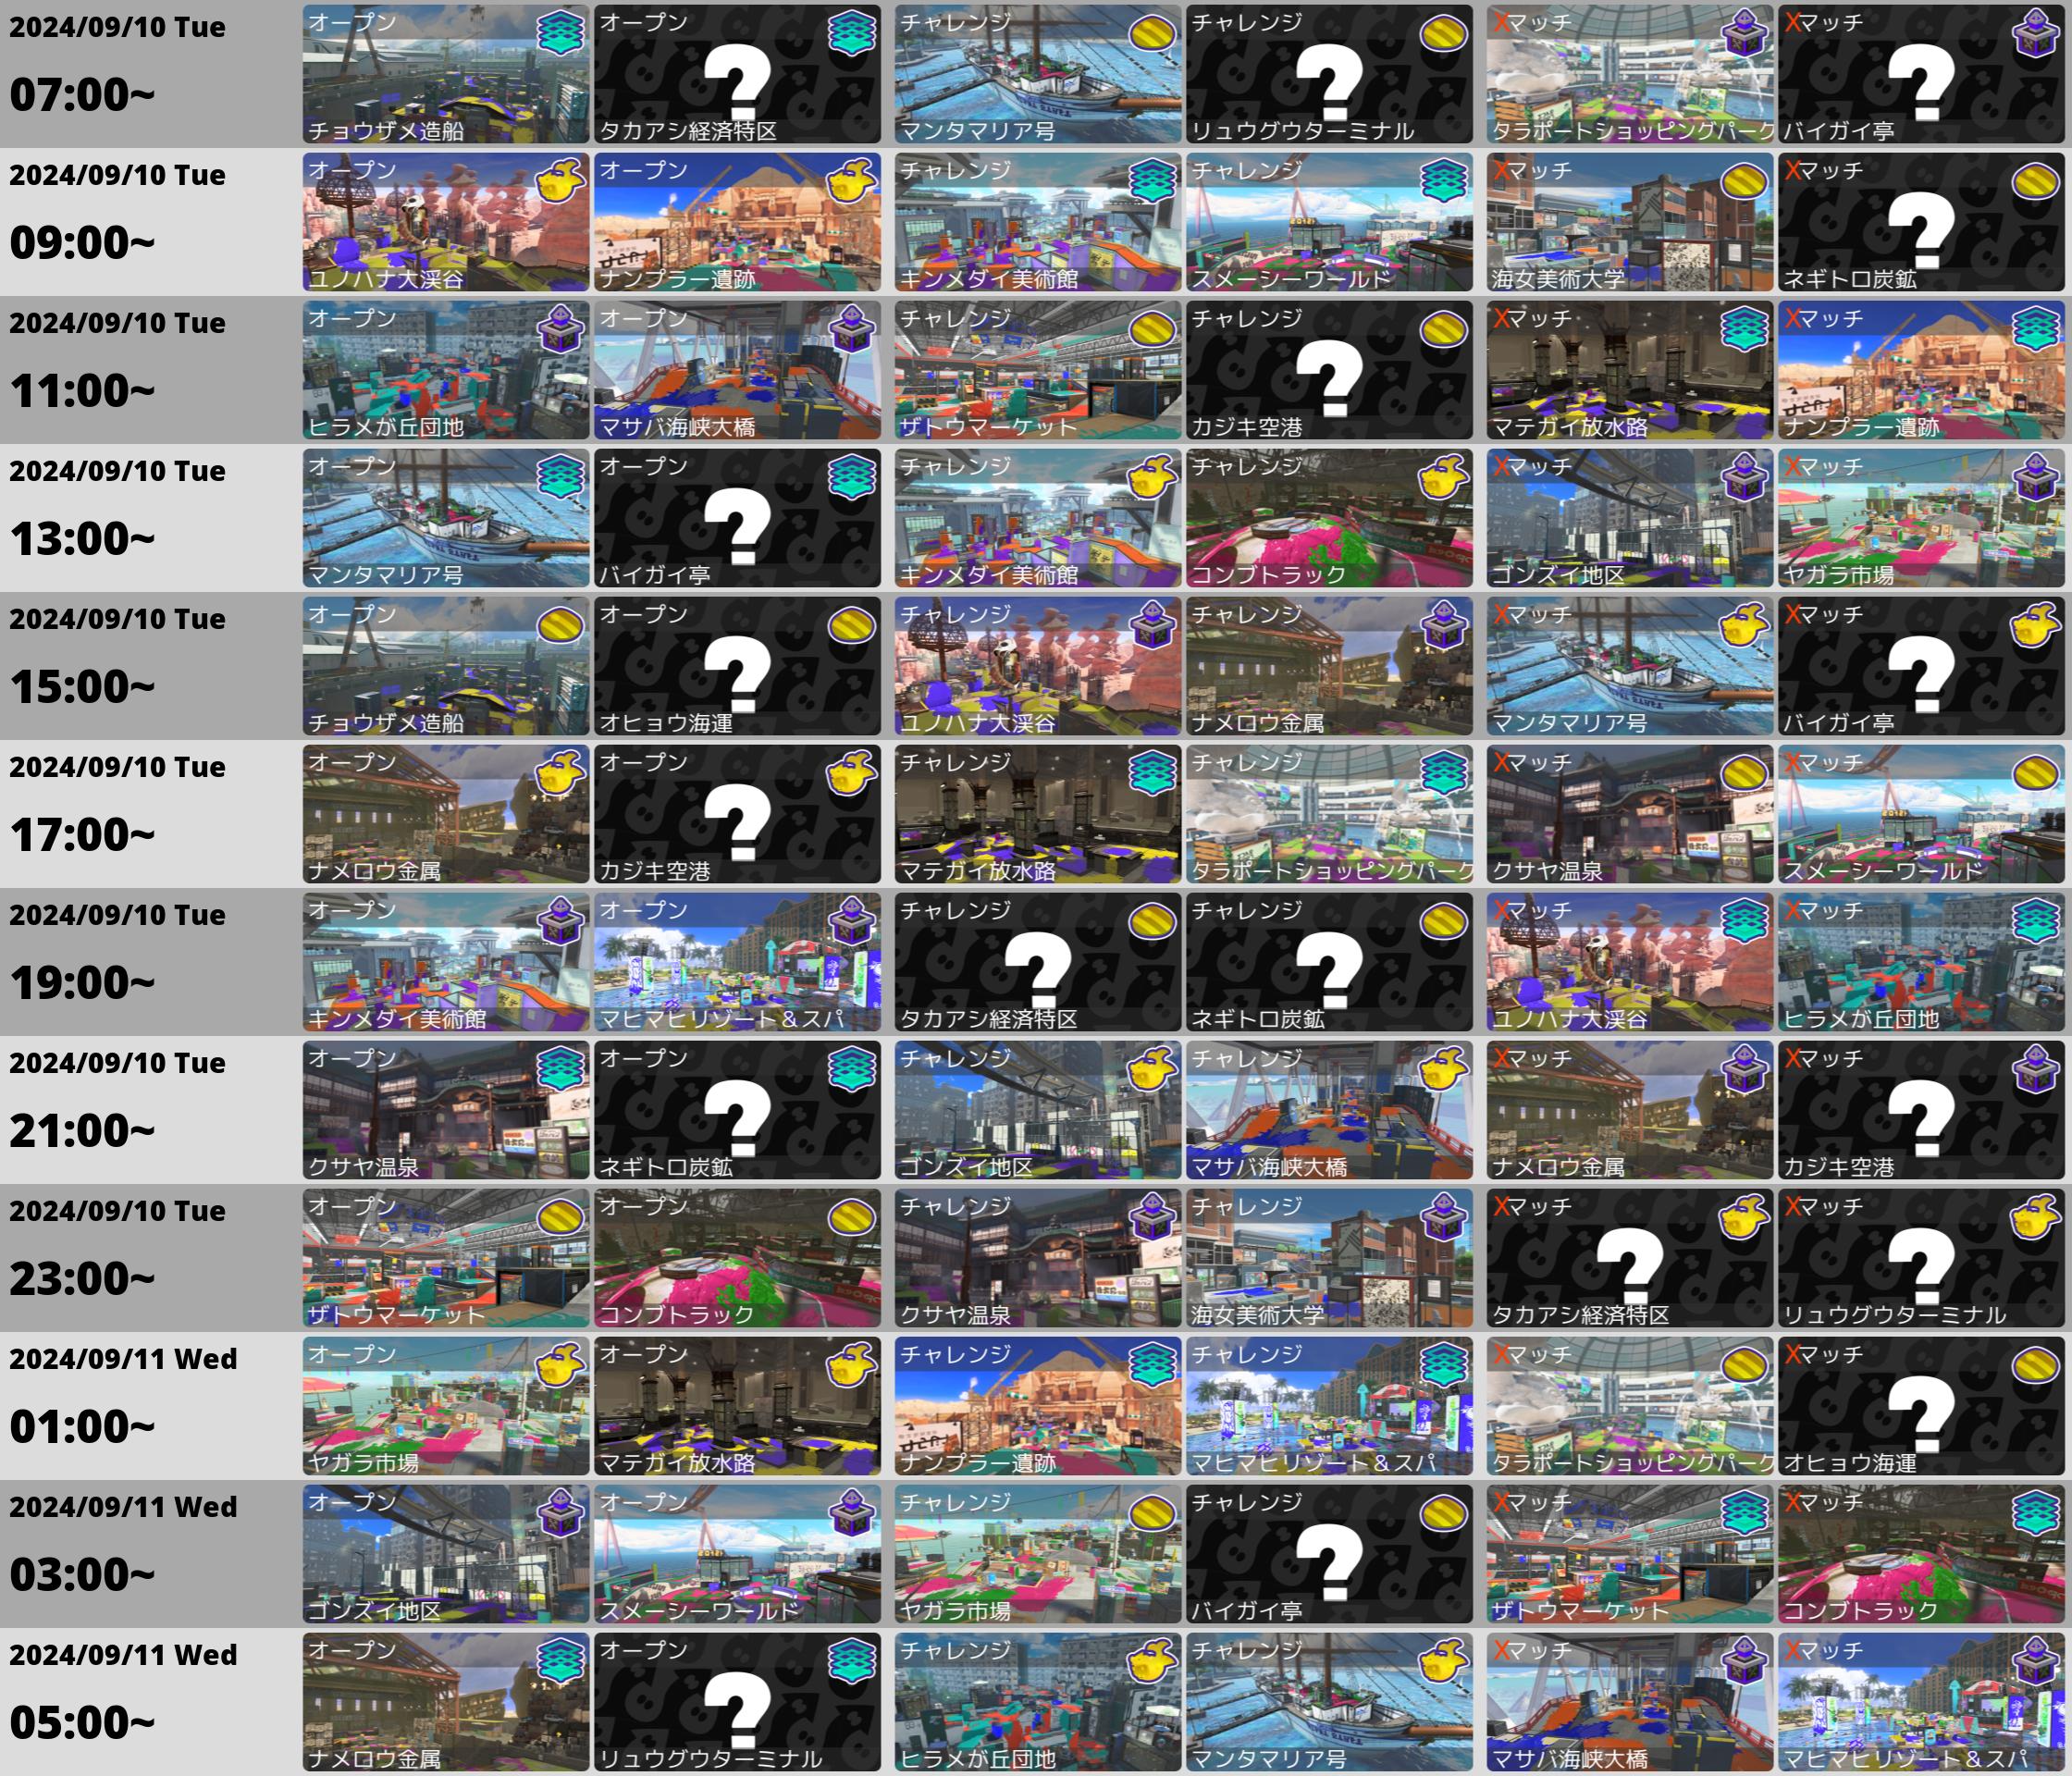 2024/09/10 Tue
07:00~
オープン
チョウザメ造船
オープン
タカアシ経済特区
チャレンジ
マンタマリア号
チャレンジ
リュウグウターミナル
Xマッチ
タラポートショッピングパーク
Xマッチ
バイガイ亭
2024/09/10 Tue
09:00~
オープン
ユノハナ大渓谷
オープン
ナンプラー遺跡
チャレンジ
キンメダイ美術館
チャレンジ
スメーシーワールド
Xマッチ
海女美術大学
Xマッチ
ネギトロ炭鉱
2024/09/10 Tue
11:00~
オープン
ヒラメが丘団地
オープン
マサバ海峡大橋
チャレンジ
ザトウマーケット
チャレンジ
カジキ空港
Xマッチ
マテガイ放水路
Xマッチ
ナンプラー遺跡
2024/09/10 Tue
13:00~
オープン
マンタマリア号
オープン
バイガイ亭
チャレンジ
キンメダイ美術館
チャレンジ
コンブトラック
Xマッチ
ゴンズイ地区
Xマッチ
ヤガラ市場
2024/09/10 Tue
15:00~
オープン
チョウザメ造船
オープン
オヒョウ海運
チャレンジ
ユノハナ大渓谷
チャレンジ
ナメロウ金属
Xマッチ
マンタマリア号
Xマッチ
バイガイ亭
2024/09/10 Tue
17:00~
オープン
ナメロウ金属
オープン
カジキ空港
チャレンジ
マテガイ放水路
チャレンジ
タラポートショッピングパーク
Xマッチ
クサヤ温泉
Xマッチ
スメーシーワールド
2024/09/10 Tue
19:00~
オープン
キンメダイ美術館
オープン
マヒマヒリゾート＆スパ
チャレンジ
タカアシ経済特区
チャレンジ
ネギトロ炭鉱
Xマッチ
ユノハナ大渓谷
Xマッチ
ヒラメが丘団地
2024/09/10 Tue
21:00~
オープン
クサヤ温泉
オープン
ネギトロ炭鉱
チャレンジ
ゴンズイ地区
チャレンジ
マサバ海峡大橋
Xマッチ
ナメロウ金属
Xマッチ
カジキ空港
2024/09/10 Tue
23:00~
オープン
ザトウマーケット
オープン
コンブトラック
チャレンジ
クサヤ温泉
チャレンジ
海女美術大学
Xマッチ
タカアシ経済特区
Xマッチ
リュウグウターミナル
2024/09/11 Wed
01:00~
オープン
ヤガラ市場
オープン
マテガイ放水路
チャレンジ
ナンプラー遺跡
チャレンジ
マヒマヒリゾート＆スパ
Xマッチ
タラポートショッピングパーク
Xマッチ
オヒョウ海運
2024/09/11 Wed
03:00~
オープン
ゴンズイ地区
オープン
スメーシーワールド
チャレンジ
ヤガラ市場
チャレンジ
バイガイ亭
Xマッチ
ザトウマーケット
Xマッチ
コンブトラック
2024/09/11 Wed
05:00~
オープン
ナメロウ金属
オープン
リュウグウターミナル
チャレンジ
ヒラメが丘団地
チャレンジ
マンタマリア号
Xマッチ
マサバ海峡大橋
Xマッチ
マヒマヒリゾート＆スパ